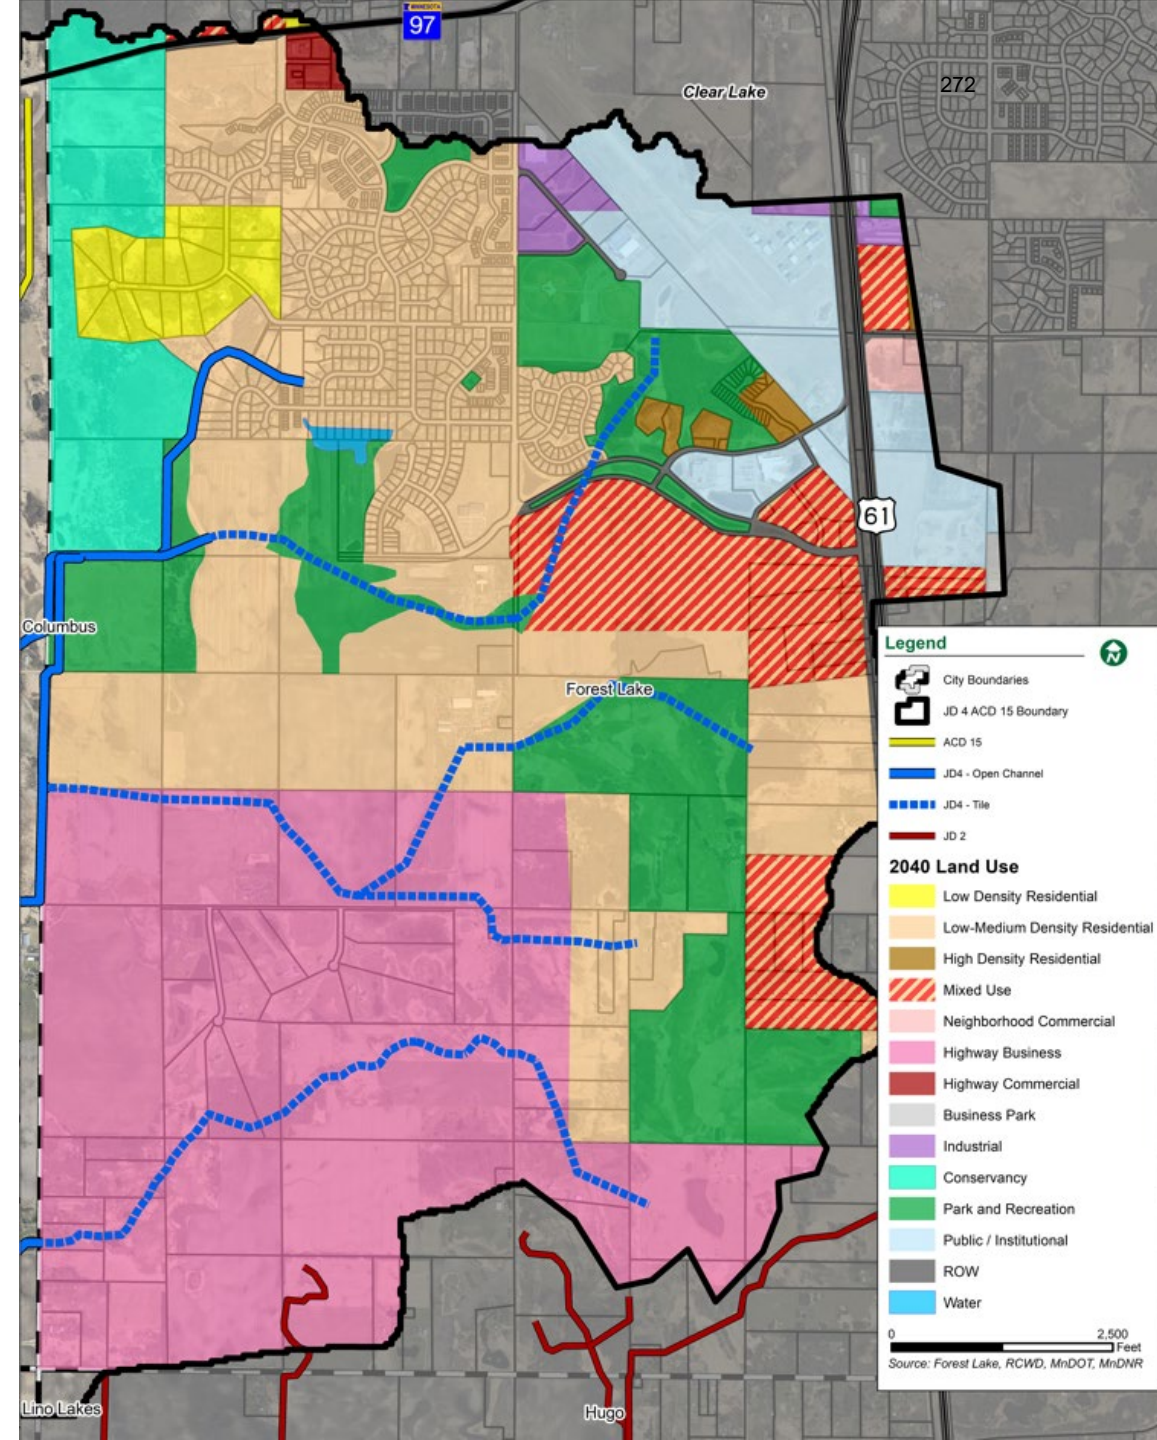 MINNESOTA
97
272
Clear Lake
61
Columbus
Forest Lake
Legend
N
City Boundaries
JD 4 ACD 15 Boundary
ACD 15
JD4 - Open Channel
JD4 - Tile
JD 2
2040 Land Use
Low Density Residential
Low-Medium Density Residential
High Density Residential
Mixed Use
Neighborhood Commercial
Highway Business
Highway Commercial
Business Park
Industrial
Conservancy
Park and Recreation
Public / Institutional
ROW
Water
0 2,500
Feet
Source: Forest Lake, RCWD, MnDOT, MnDNR
Lino Lakes
Hugo